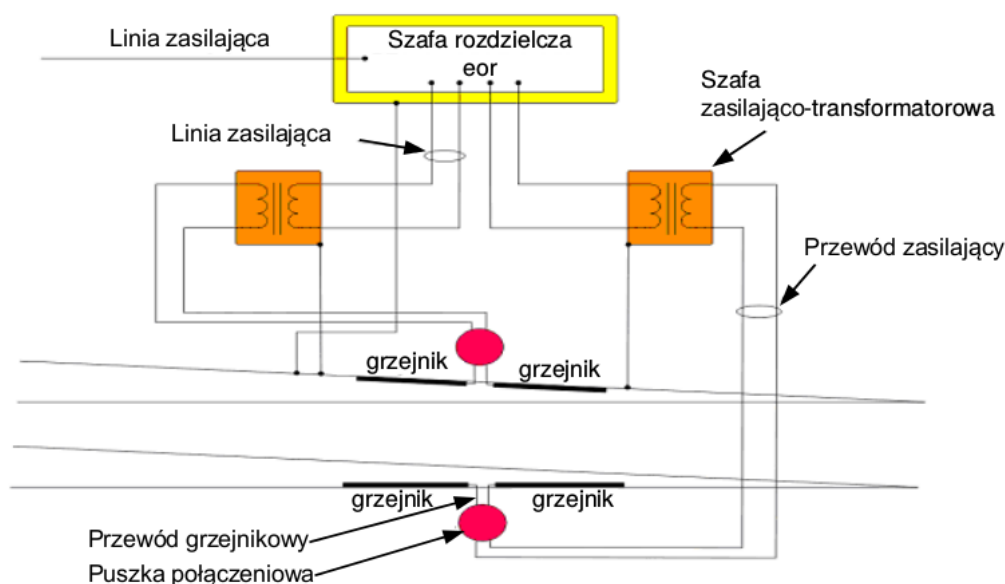 Linia zasilająca
Szafa rozdzielcza
eor
Szafa
zasilająco-transformatorowa
Linia zasilająca
Przewód zasilający
grzejnik
grzejnik
grzejnik
grzejnik
Przewód grzejnikowy
Puszka połączeniowa